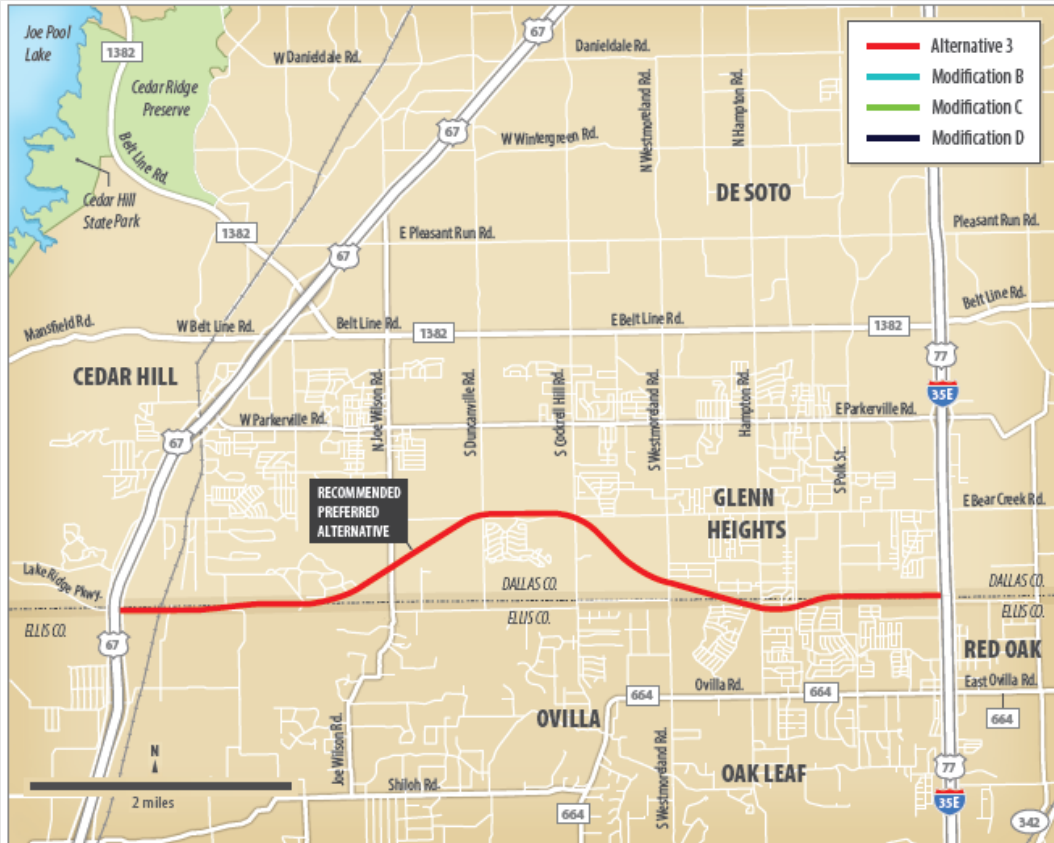 Joe Pool
Lake
1382
Cedar Ridge
Preserve
Belt Line Rd.
Cedar Hill
State Park
1382
W Danieldale Rd.
67
Danieldale Rd.
67
W Wintergreen Rd.
N Westmoreland Rd.
N Hampton Rd.
Alternative 3
Modification B
Modification C
Modification D
DE SOTO
E Pleasant Run Rd.
67
Pleasant Run Rd.
Mansfield Rd.
W Belt Line Rd.
Belt Line Rd.
1382
E Belt Line Rd.
1382
Belt Line Rd.
77
35E
CEDAR HILL
W Parkerville Rd.
67
N Joe Wilson Rd.
S Duncanville Rd.
S Cockrell Hill Rd.
S Westmoreland Rd.
Hampton Rd.
E Parkerville Rd.
S Polk St.
RECOMMENDED
PREFERRED
ALTERNATIVE
GLENN
HEIGHTS
E Bear Creek Rd.
Lake Ridge Pkwy.
DALLAS CO.
ELLIS CO.
DALLAS CO.
ELLIS CO.
ELLIS CO.
67
RED OAK
East Ovilla Rd.
664
Ovilla Rd.
664
664
OVILLA
Joe Wilson Rd.
S Westmoreland Rd.
OAK LEAF
Shiloh Rd.
664
77
35E
342
N
2 miles